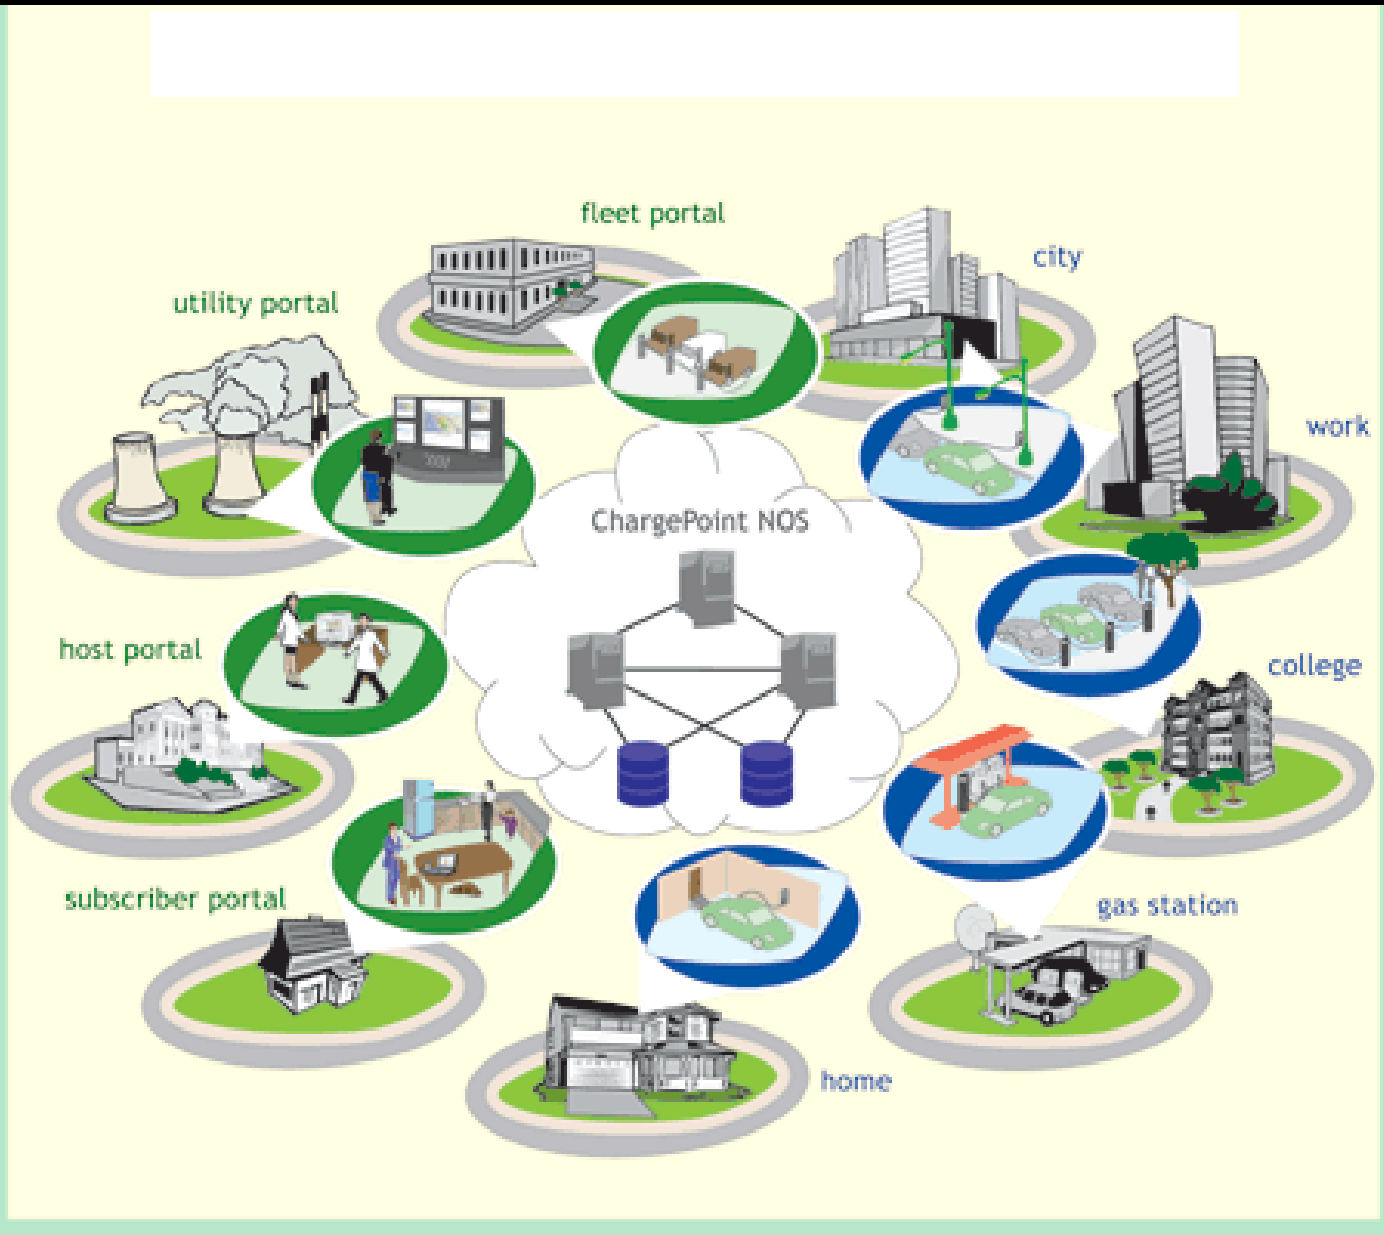 fleet portal
city
utility portal
work
ChargePoint NOS
host portal
college
subscriber portal
gas station
home